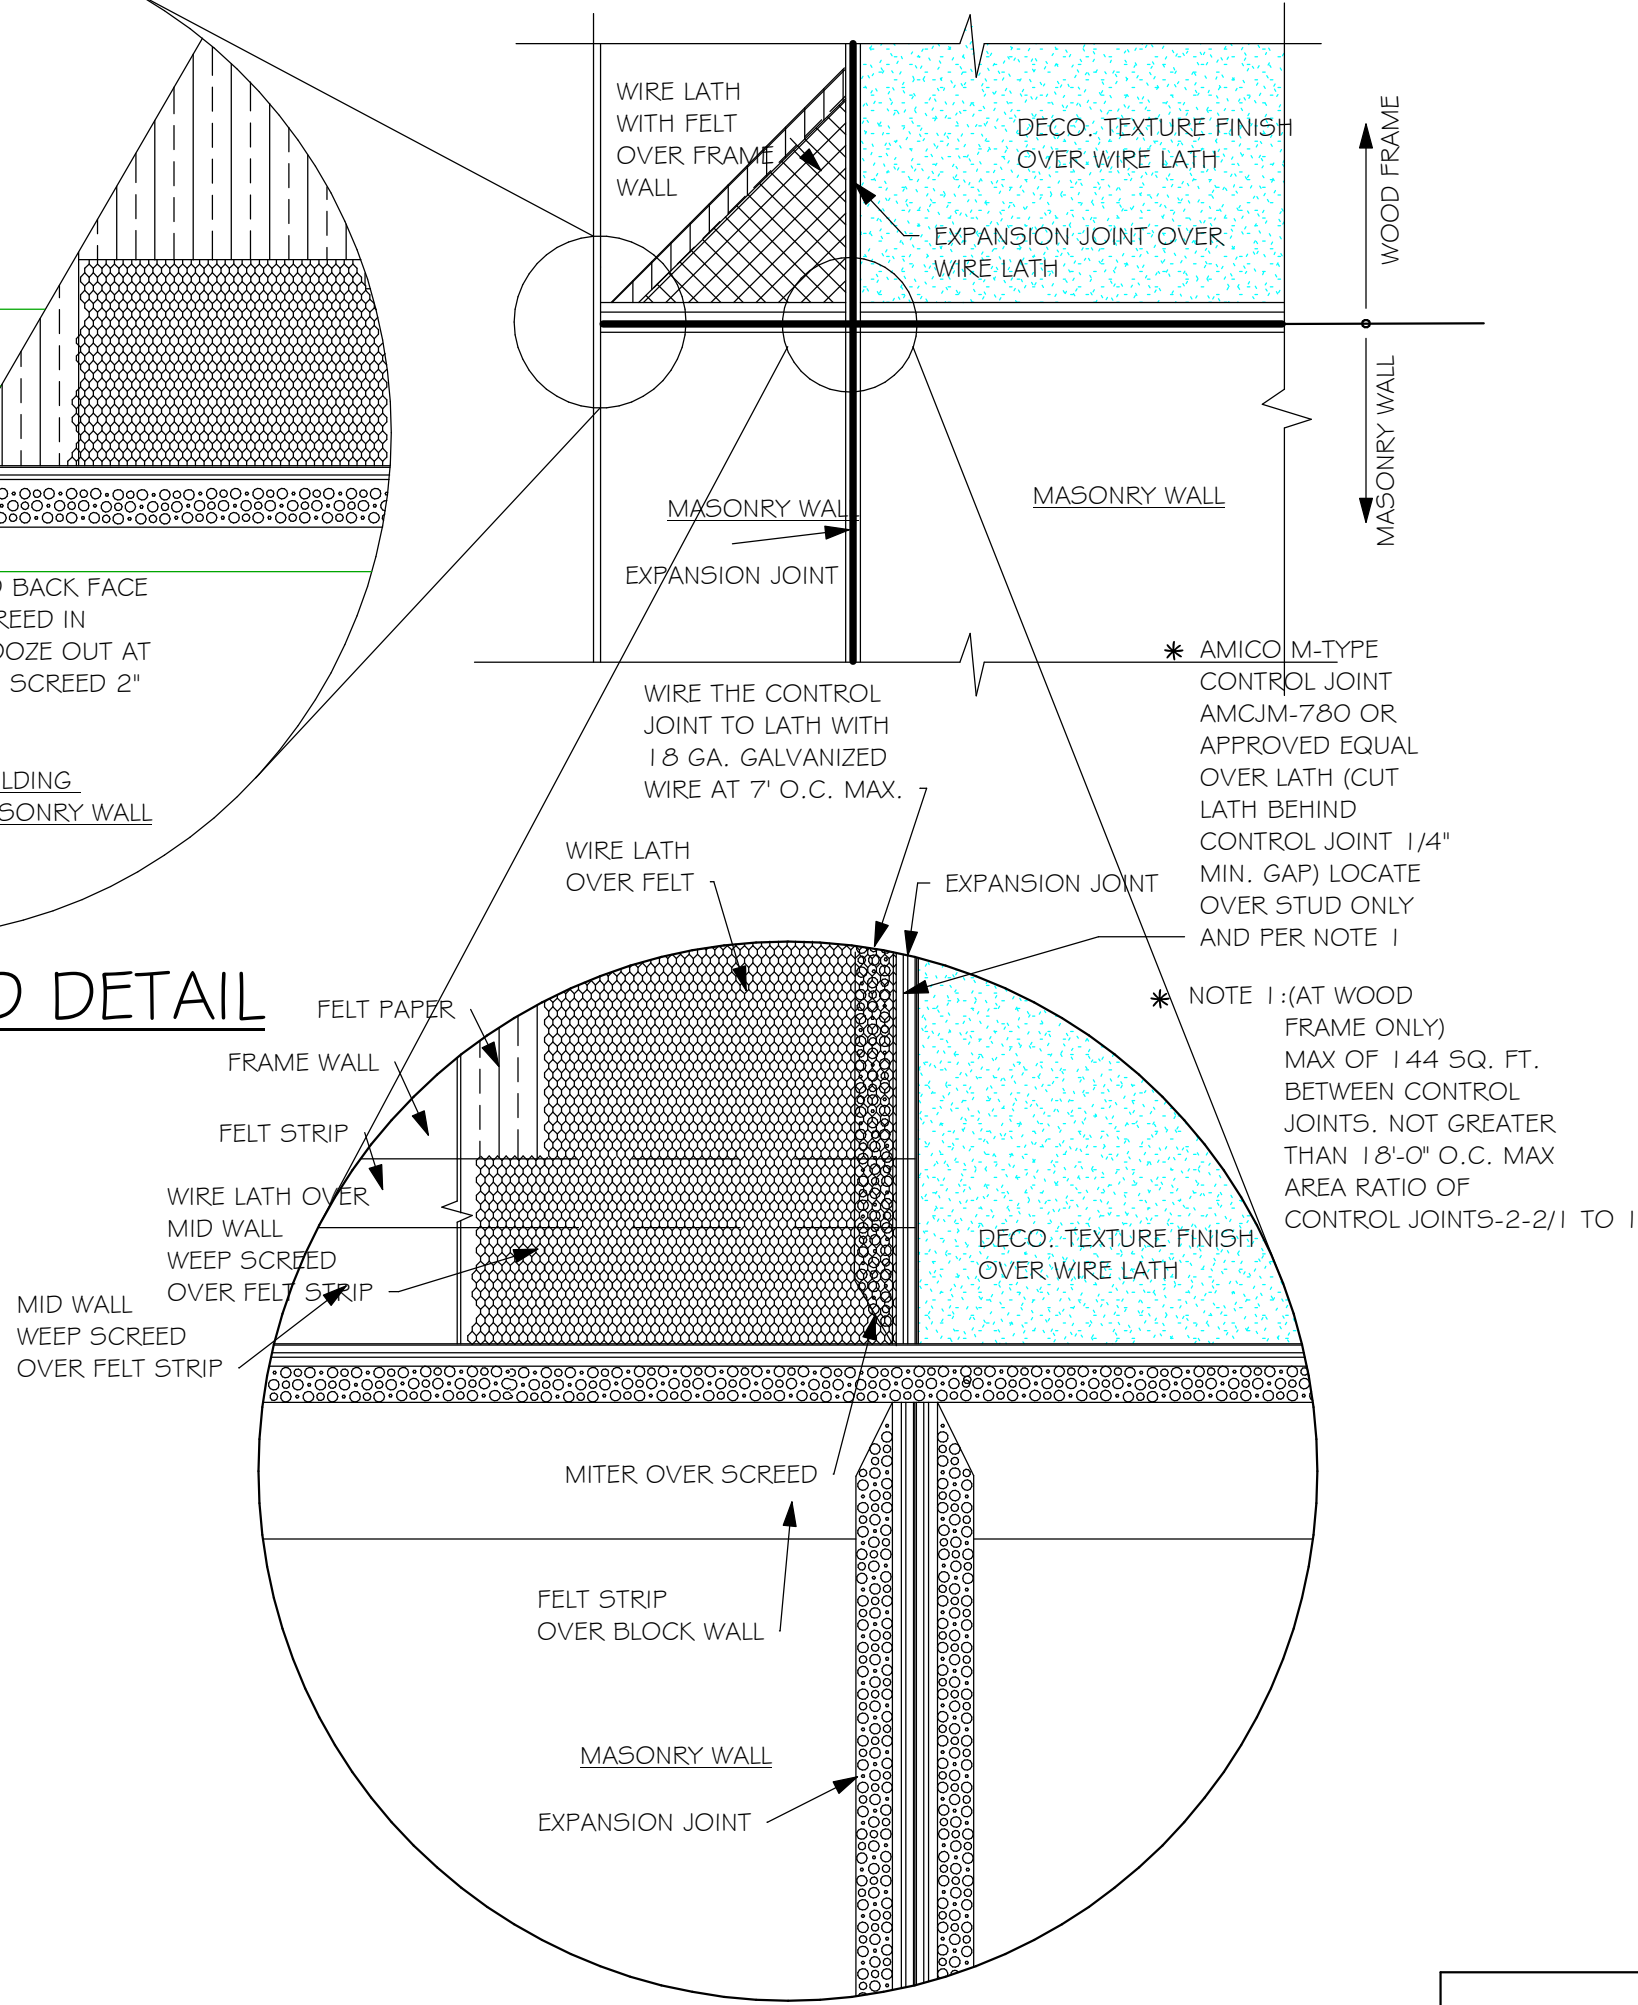 WIRE LATH
WITH FELT
OVER FRAME
WALL
DECO. TEXTURE FINISH
OVER WIRE LATH
EXPANSION JOINT OVER
WIRE LATH
WOOD FRAME
MASONRY WALL
MASONRY WALL
EXPANSION JOINT
MASONRY WALL
BACK FACE
REED IN
OOZE OUT AT
SCREED 2"
LDING
SONRY WALL
D DETAIL
WIRE THE CONTROL
JOINT TO LATH WITH
18 GA. GALVANIZED
WIRE AT 7' O.C. MAX.
WIRE LATH
OVER FELT
EXPANSION JOINT
* AMICO M-TYPE
CONTROL JOINT
AMCJM-780 OR
APPROVED EQUAL
OVER LATH (CUT
LATH BEHIND
CONTROL JOINT 1/4"
MIN. GAP) LOCATE
OVER STUD ONLY
AND PER NOTE 1
* NOTE 1:(AT WOOD
FRAME ONLY)
MAX OF 144 SQ. FT.
BETWEEN CONTROL
JOINTS. NOT GREATER
THAN 18'-0" O.C. MAX
AREA RATIO OF
CONTROL JOINTS-2-2/1 TO 1
FELT PAPER
FRAME WALL
FELT STRIP
WIRE LATH OVER
MID WALL
WEEP SCREED
OVER FELT STRIP
MID WALL
WEEP SCREED
OVER FELT STRIP
DECO. TEXTURE FINISH
OVER WIRE LATH
MITER OVER SCREED
FELT STRIP
OVER BLOCK WALL
MASONRY WALL
EXPANSION JOINT